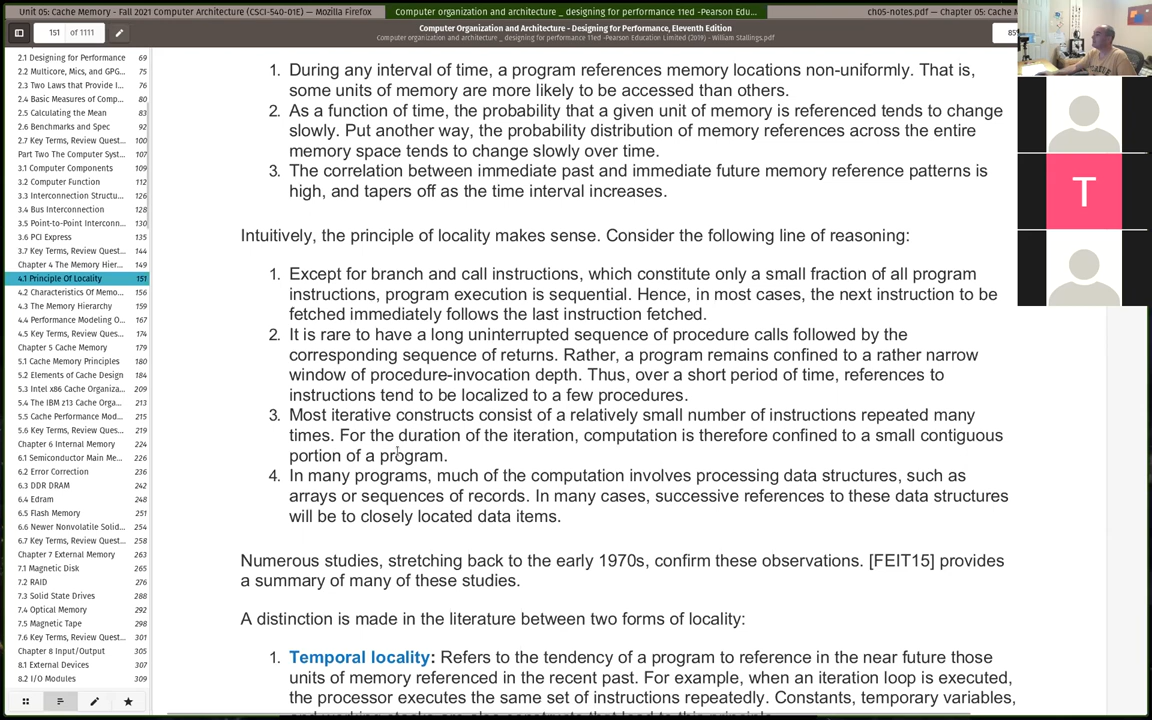 Unit 05: Cache Memory - Fall 2021 Computer Architecture (CSCI-540-01E) — Mozilla Firefox
Computer organization and architecture _ designing for performance 11ed -Pearson Edu...
ch05-notes.pdf — Chapter 05: Cache M
151 of 1111
Computer Organization and Architecture - Designing for Performance, Eleventh Edition
Computer organization and architecture _ designing for performance 11ed -Pearson Education Limited (2019) - William Stallings.pdf
85
2.1 Designing for Performance 69
2.2 Multicore, Mics, and GPG... 75
2.3 Two Laws that Provide I... 76
2.4 Basic Measures of Comp... 80
2.5 Calculating the Mean 83
2.6 Benchmarks and Spec 92
2.7 Key Terms, Review Quest... 100
Part Two The Computer Syst... 107
3.1 Computer Components 109
3.2 Computer Function 112
3.3 Interconnection Structu... 126
3.4 Bus Interconnection 128
3.5 Point-to-Point Interconn... 130
3.6 PCI Express 135
3.7 Key Terms, Review Quest... 144
Chapter 4 The Memory Hier... 149
4.1 Principle Of Locality 151
4.2 Characteristics Of Memo... 156
4.3 The Memory Hierarchy 159
4.4 Performance Modeling O... 167
4.5 Key Terms, Review Ques... 174
Chapter 5 Cache Memory 179
5.1 Cache Memory Principles 180
5.2 Elements of Cache Design 184
5.3 Intel x86 Cache Organiza... 209
5.4 The IBM z13 Cache Orga... 213
5.5 Cache Performance Mod... 215
5.6 Key Terms, Review Ques... 219
Chapter 6 Internal Memory 224
6.1 Semiconductor Main Me... 226
6.2 Error Correction 236
6.3 DDR DRAM 242
6.4 Edram 248
6.5 Flash Memory 251
6.6 Newer Nonvolatile Solid... 254
6.7 Key Terms, Review Quest... 258
Chapter 7 External Memory 263
7.1 Magnetic Disk 265
7.2 RAID 276
7.3 Solid State Drives 288
7.4 Optical Memory 292
7.5 Magnetic Tape 298
7.6 Key Terms, Review Quest... 301
Chapter 8 Input/Output 305
8.1 External Devices 307
8.2 I/O Modules 309
1. During any interval of time, a program references memory locations non-uniformly. That is,
some units of memory are more likely to be accessed than others.
2. As a function of time, the probability that a given unit of memory is referenced tends to change
slowly. Put another way, the probability distribution of memory references across the entire
memory space tends to change slowly over time.
3. The correlation between immediate past and immediate future memory reference patterns is
high, and tapers off as the time interval increases.
Intuitively, the principle of locality makes sense. Consider the following line of reasoning:
1. Except for branch and call instructions, which constitute only a small fraction of all program
instructions, program execution is sequential. Hence, in most cases, the next instruction to be
fetched immediately follows the last instruction fetched.
2. It is rare to have a long uninterrupted sequence of procedure calls followed by the
corresponding sequence of returns. Rather, a program remains confined to a rather narrow
window of procedure-invocation depth. Thus, over a short period of time, references to
instructions tend to be localized to a few procedures.
3. Most iterative constructs consist of a relatively small number of instructions repeated many
times. For the duration of the iteration, computation is therefore confined to a small contiguous
portion of a program.
4. In many programs, much of the computation involves processing data structures, such as
arrays or sequences of records. In many cases, successive references to these data structures
will be to closely located data items.
Numerous studies, stretching back to the early 1970s, confirm these observations. [FEIT15] provides
a summary of many of these studies.
A distinction is made in the literature between two forms of locality:
1. Temporal locality: Refers to the tendency of a program to reference in the near future those
units of memory referenced in the recent past. For example, when an iteration loop is executed,
the processor executes the same set of instructions repeatedly. Constants, temporary variables,
T